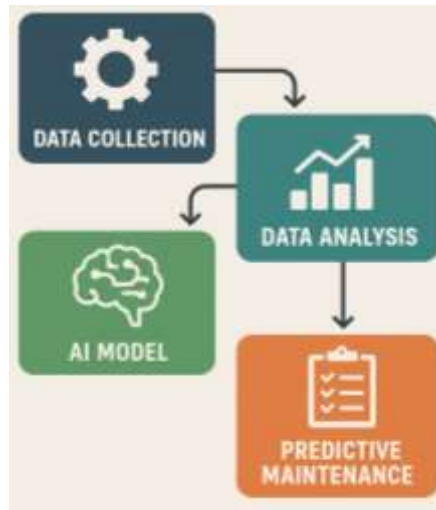 DATA COLLECTION
DATA ANALYSIS
AI MODEL
PREDICTIVE
MAINTENANCE